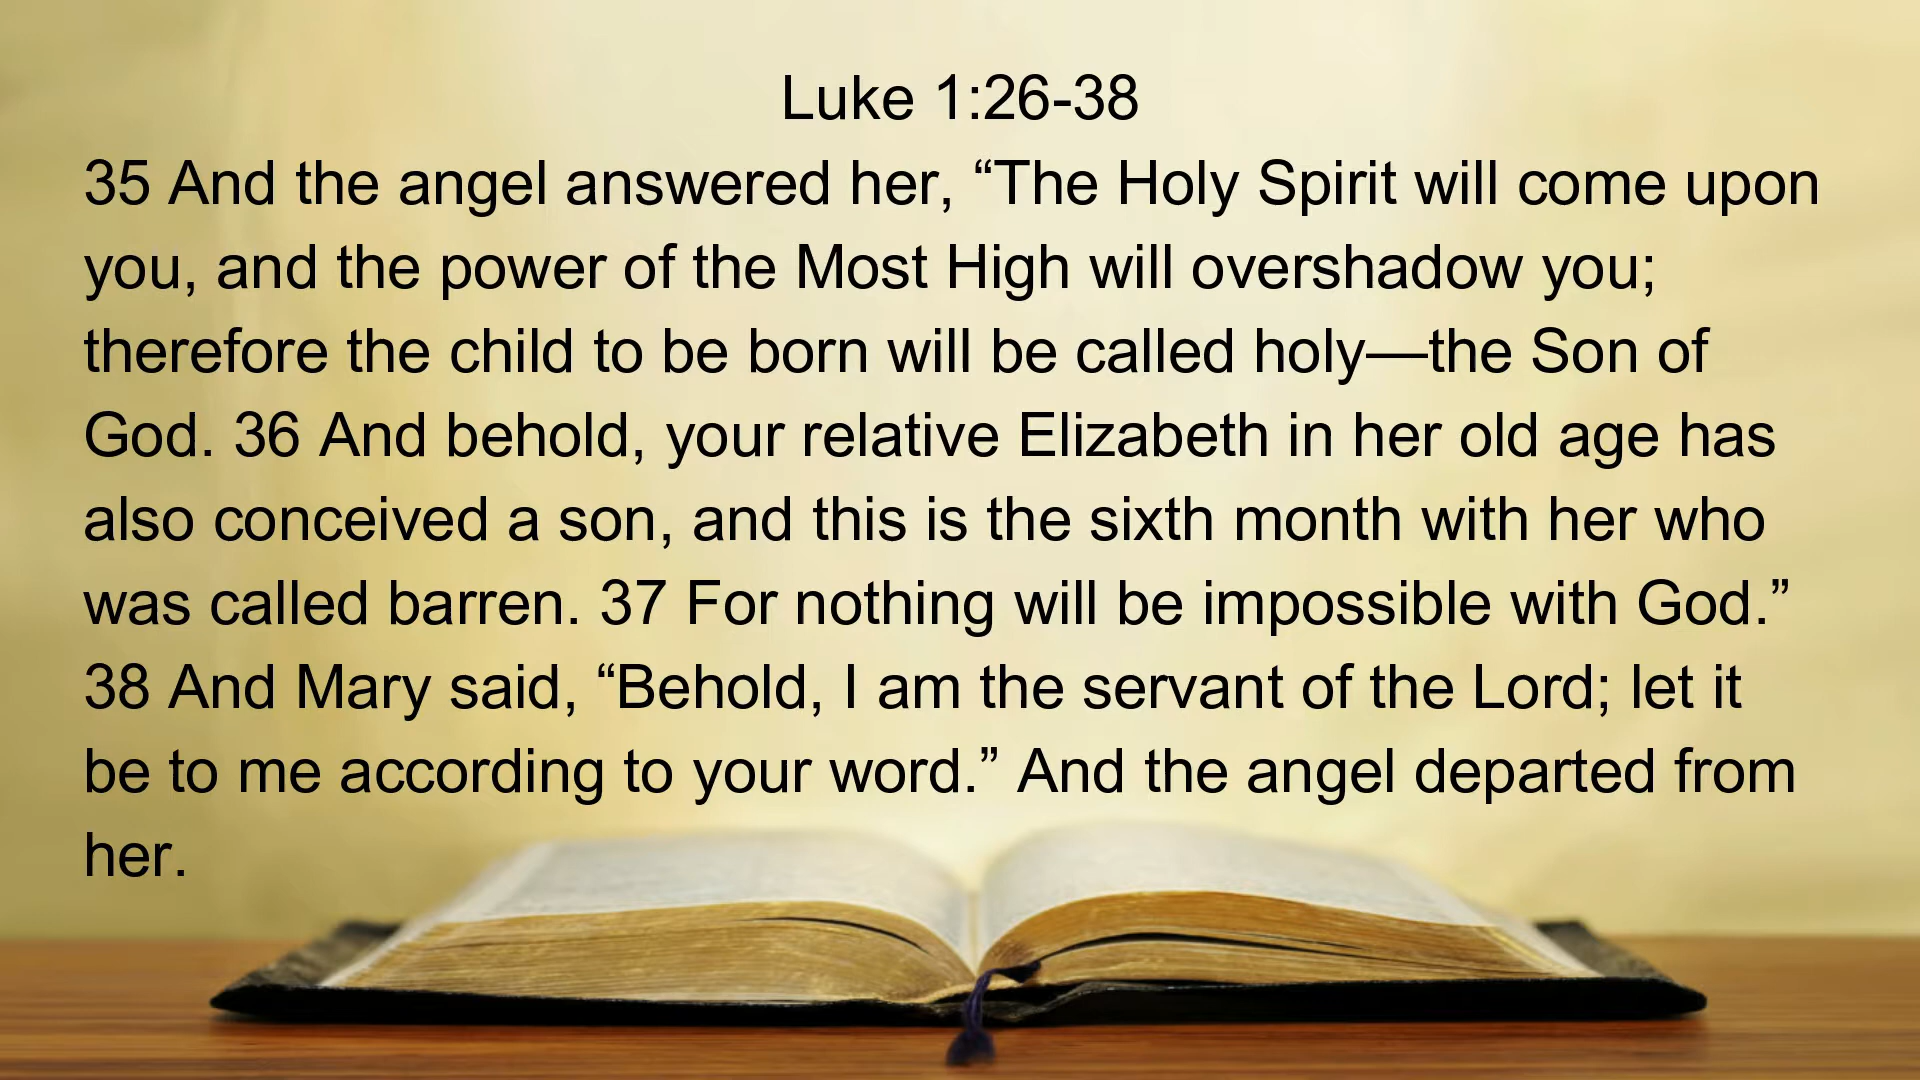 Luke 1:26-38
35 And the angel answered her, “The Holy Spirit will come upon
you, and the power of the Most High will overshadow you;
therefore the child to be born will be called holy—the Son of
God. 36 And behold, your relative Elizabeth in her old age has
also conceived a son, and this is the sixth month with her who
was called barren. 37 For nothing will be impossible with God.”
38 And Mary said, “Behold, I am the servant of the Lord; let it
be to me according to your word.” And the angel departed from
her.